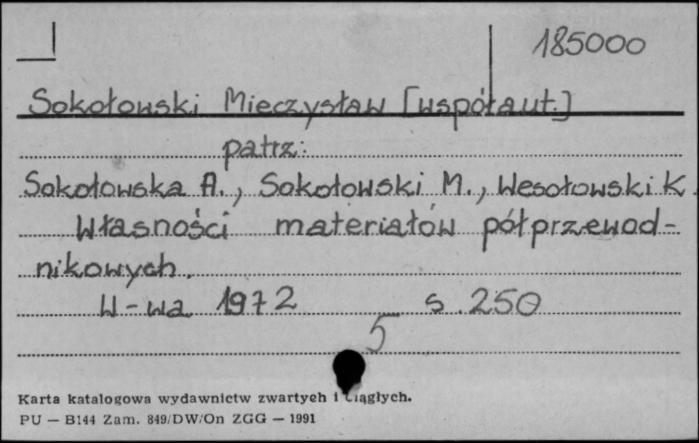 185000
Sokołowski Mieczysław [współaut.]
patrz:
Sokołowska A., Sokołowski M., Wesołowski K.
Własności materiałów półprzewod-
nikowych.
W-wa 1972 s. 250
5
Karta katalogowa wydawnictw zwartych i ciągłych.
PU — B144 Zam. 849/DW/On ZGG — 1991